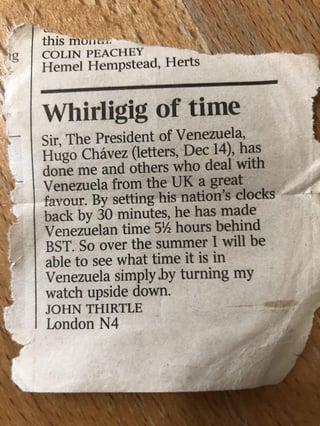 this month.
COLIN PEACHEY
Hemel Hempstead, Herts
Whirligig of time
Sir, The President of Venezuela,
Hugo Chávez (letters, Dec 14), has
done me and others who deal with
Venezuela from the UK a great
favour. By setting his nation's clocks
back by 30 minutes, he has made
Venezuelan time 5½ hours behind
BST. So over the summer I will be
able to see what time it is in
Venezuela simply by turning my
watch upside down.
JOHN THIRTLE
London N4